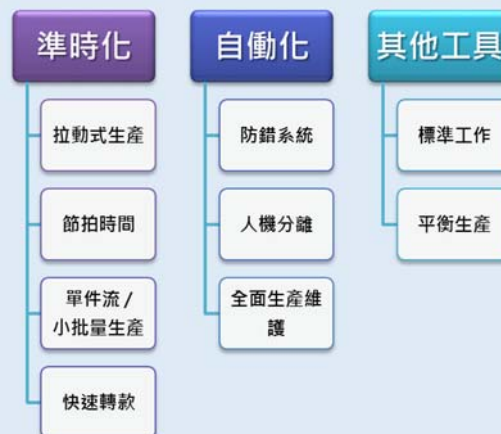 準時化
拉動式生產
節拍時間
單件流 /
小批量生產
快速轉款
自働化
防錯系統
人機分離
全面生產維
護
其他工具
標準工作
平衡生產